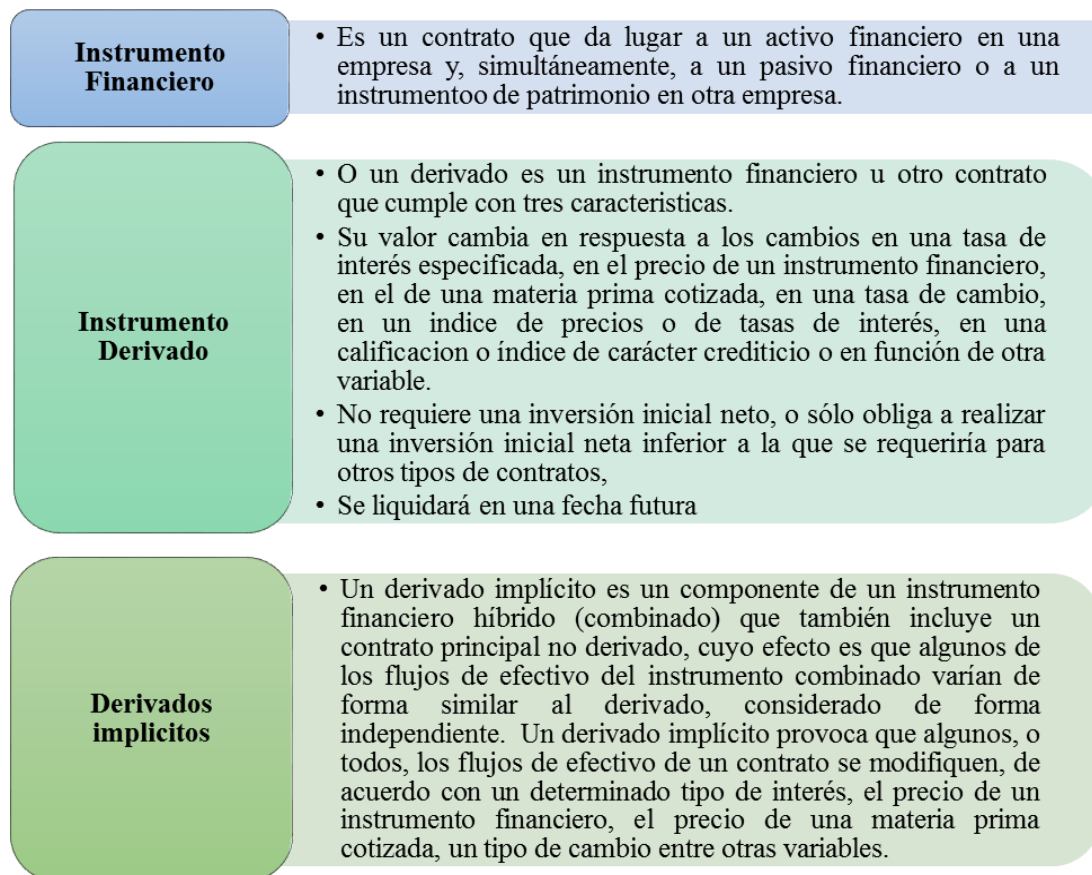 Instrumento
Financiero
• Es un contrato que da lugar a un activo financiero en una
empresa y, simultáneamente, a un pasivo financiero o a un
instrumentoo de patrimonio en otra empresa.
Instrumento
Derivado
• O un derivado es un instrumento financiero u otro contrato
que cumple con tres caracteristicas.
• Su valor cambia en respuesta a los cambios en una tasa de
interés especificada, en el precio de un instrumento financiero,
en el de una materia prima cotizada, en una tasa de cambio,
en un indice de precios o de tasas de interés, en una
calificacion o índice de carácter crediticio o en función de otra
variable.
• No requiere una inversión inicial neto, o sólo obliga a realizar
una inversión inicial neta inferior a la que se requeriría para
otros tipos de contratos,
• Se liquidará en una fecha futura
Derivados
implicitos
• Un derivado implícito es un componente de un instrumento
financiero híbrido (combinado) que también incluye un
contrato principal no derivado, cuyo efecto es que algunos de
los flujos de efectivo del instrumento combinado varían de
forma similar al derivado, considerado de forma
independiente. Un derivado implícito provoca que algunos, o
todos, los flujos de efectivo de un contrato se modifiquen, de
acuerdo con un determinado tipo de interés, el precio de un
instrumento financiero, el precio de una materia prima
cotizada, un tipo de cambio entre otras variables.